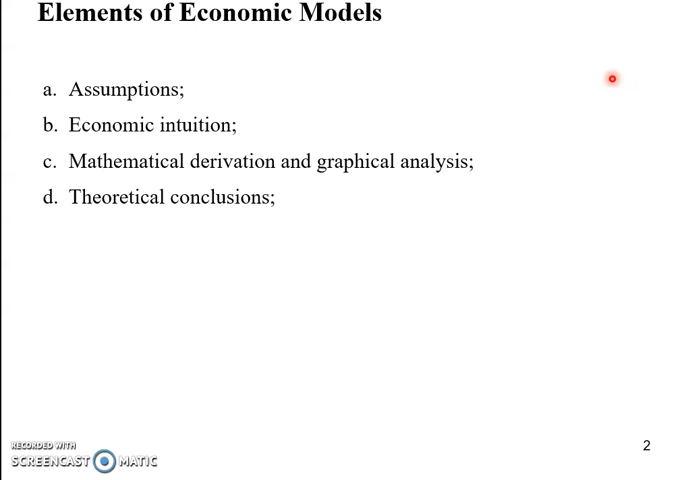 Elements of Economic Models
a. Assumptions;
b. Economic intuition;
c. Mathematical derivation and graphical analysis;
d. Theoretical conclusions;
RECORDED WITH
SCREENCAST MATIC
2